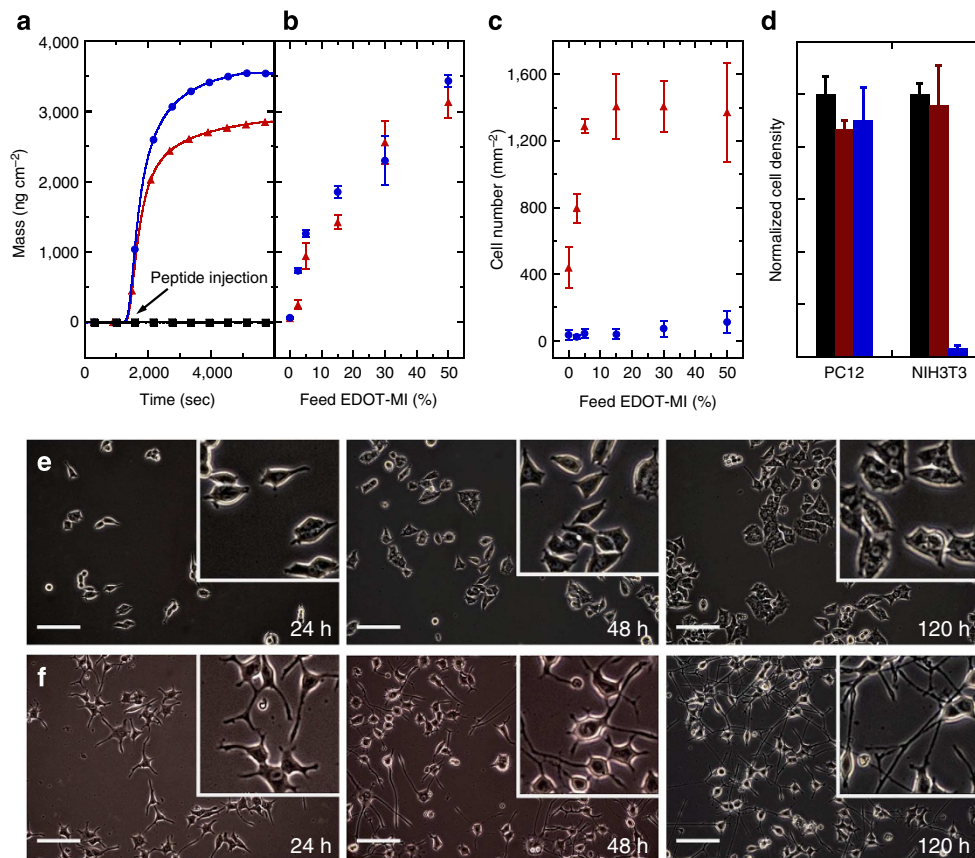 a
b
c
d
4,000
3,000
2,000
1,000
0
Mass (ng cm⁻²)
Peptide injection
0
2,000
4,000
Time (sec)
0
10
20
30
40
50
Feed EDOT-MI (%)
1,600
1,200
800
400
0
Cell number (mm⁻²)
0
10
20
30
40
50
Feed EDOT-MI (%)
Normalized cell density
PC12
NIH3T3
e
24 h
48 h
120 h
f
24 h
48 h
120 h